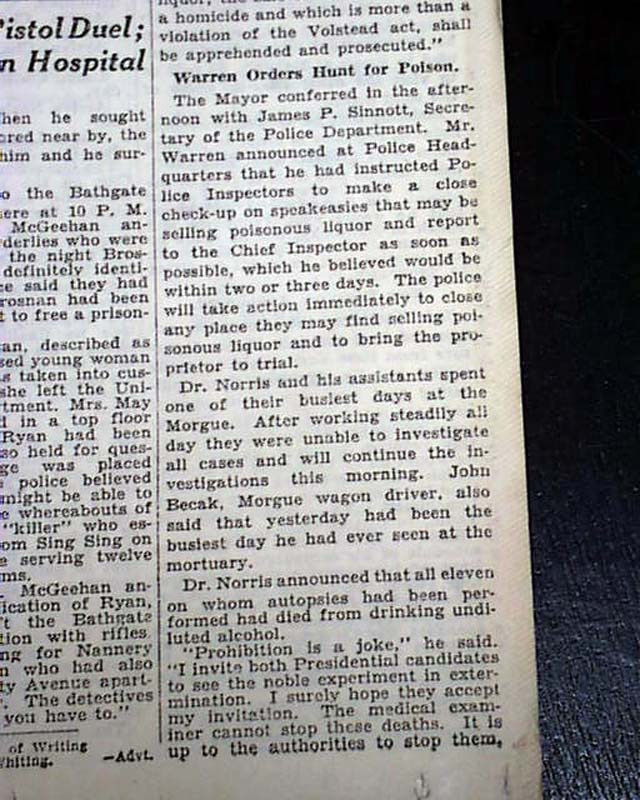 Pistol Duel;
n Hospital
hen he sought
ored near by, the
him and he sur-
o the Bathgate
ere at 10 P. M.
McGeehan an-
derlies who were
the night Bros-
definitely identi-
ce said they had
rosnan had been
t to free a prison-
an, described as
sed young woman
s taken into cus-
she left the Uni-
rtment. Mrs. May
d in a top floor
Ryan had been
so held for ques-
ge was placed
police believed
might be able to
e whereabouts of
"killer" who es-
om Sing Sing on
e serving twelve
ms.
McGeehan an-
ication of Ryan,
't the Bathgate
tion with rifles
ng for Nannery
n who had also
ty Avenue apart-
. The detectives
you have to."
of Writing
Whiting. —Advt.
a homicide and which is more than a
violation of the Volstead act, shall
be apprehended and prosecuted."
Warren Orders Hunt for Poison.
The Mayor conferred in the after-
noon with James P. Sinnott, Secre-
tary of the Police Department. Mr.
Warren announced at Police Head-
quarters that he had instructed Po-
lice Inspectors to make a close
check-up on speakeasies that may be
selling poisonous liquor and report
to the Chief Inspector as soon as
possible, which he believed would be
within two or three days. The police
will take action immediately to close
any place they may find selling poi-
sonous liquor and to bring the pro-
prietor to trial.
Dr. Norris and his assistants spent
one of their busiest days at the
Morgue. After working steadily all
day they were unable to investigate
all cases and will continue the in-
vestigations this morning. John
Becak, Morgue wagon driver, also
said that yesterday had been the
busiest day he had ever seen at the
mortuary.
Dr. Norris announced that all eleven
on whom autopsies had been per-
formed had died from drinking undi-
luted alcohol.
"Prohibition is a joke," he said.
"I invite both Presidential candidates
to see the noble experiment in exter-
mination. I surely hope they accept
my invitation. The medical exam-
iner cannot stop these deaths. It is
up to the authorities to stop them,